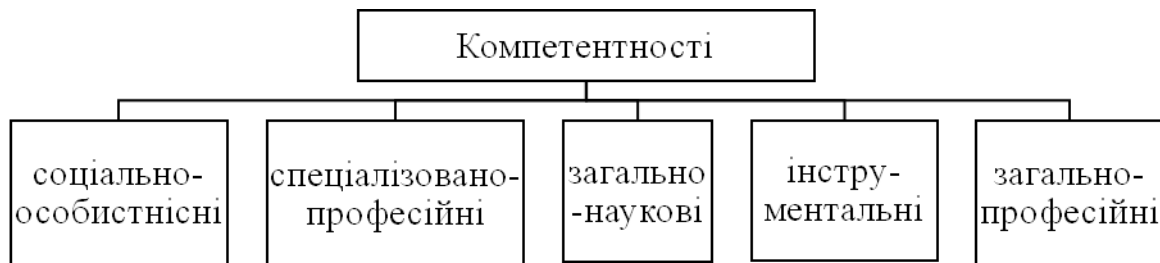 Компетентності
соціально-
особистнісні
спеціалізовано-
професійні
загально
-наукові
інстру-
ментальні
загально-
професійні